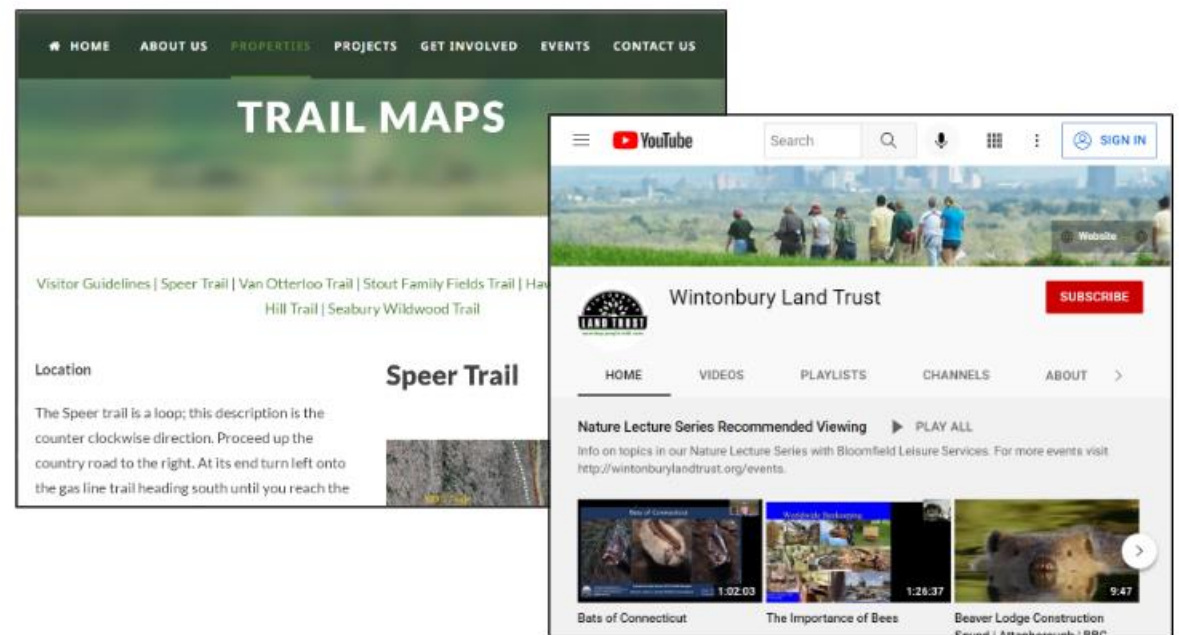 HOME ABOUT US PROPERTIES PROJECTS GET INVOLVED EVENTS CONTACT US
TRAIL MAPS
Visitor Guidelines | Speer Trail | Van Otterloo Trail | Stout Family Fields Trail |
Hill Trail | Seabury Wildwood Trail
Location
The Speer trail is a loop; this description is the
counter clockwise direction. Proceed up the
country road to the right. At its end turn left onto
the gas line trail heading south until you reach the
Speer Trail
YouTube Search SIGN IN
Website
LAND TRUST
Wintonbury Land Trust
SUBSCRIBE
HOME VIDEOS PLAYLISTS CHANNELS ABOUT
Nature Lecture Series Recommended Viewing PLAY ALL
Info on topics in our Nature Lecture Series with Bloomfield Leisure Services. For more events visit
http://wintonburylandtrust.org/events.
Bats of Connecticut
Worldwide Beekeeping
1:02:03
1:26:37
9:47
Bats of Connecticut
The Importance of Bees
Beaver Lodge Construction
Squad | Attenborough | BBC